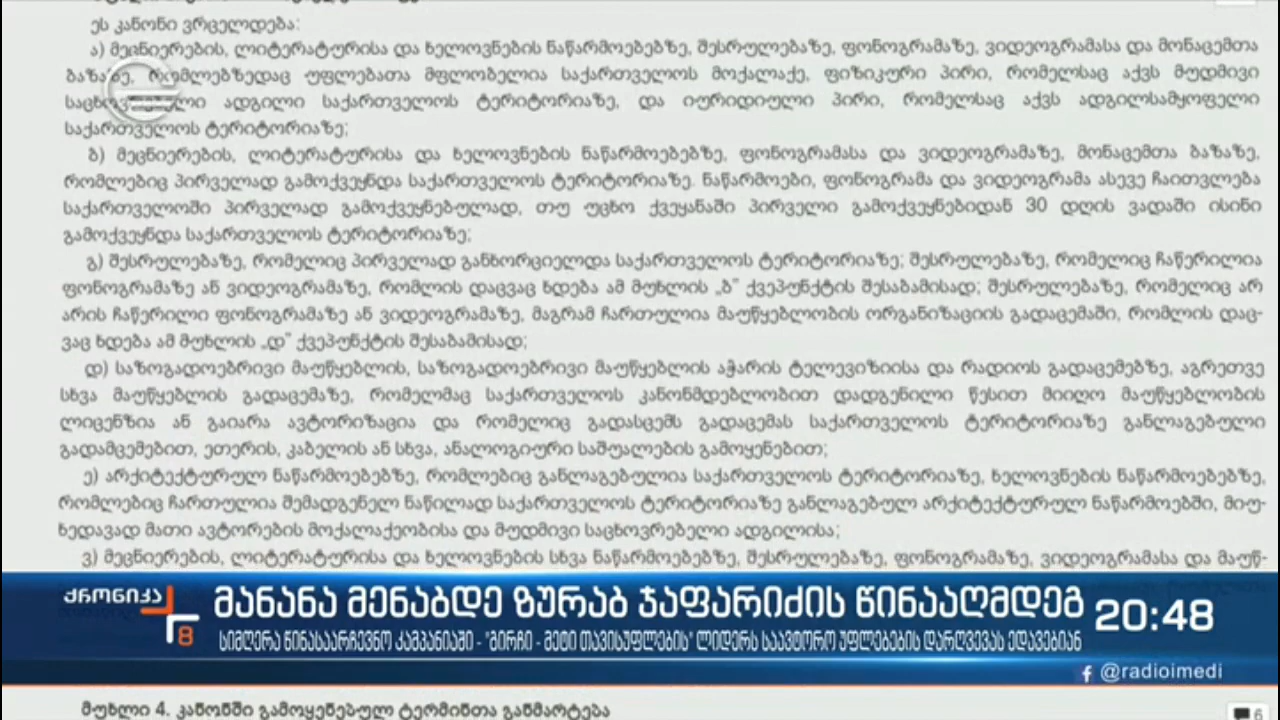 ეს კანონი ვრცელდება:
ა) მეცნიერების, ლიტერატურისა და ხელოვნების ნაწარმოებებზე, შესრულებაზე, ფონოგრამაზე, ვიდეოგრამასა და მონაცემთა
ბაზაზე, რომლებზედაც უფლებათა მფლობელია საქართველოს მოქალაქე, ფიზიკური პირი, რომელსაც აქვს მუდმივი
საცხოვრებელი ადგილი საქართველოს ტერიტორიაზე, და იურიდიული პირი, რომელსაც აქვს ადგილსამყოფელი
საქართველოს ტერიტორიაზე;
ბ) მეცნიერების, ლიტერატურისა და ხელოვნების ნაწარმოებებზე, ფონოგრამასა და ვიდეოგრამაზე, მონაცემთა ბაზაზე,
რომლებიც პირველად გამოქვეყნდა საქართველოს ტერიტორიაზე. ნაწარმოები, ფონოგრამა და ვიდეოგრამა ასევე ჩაითვლება
საქართველოში პირველად გამოქვეყნებულად, თუ უცხო ქვეყანაში პირველი გამოქვეყნებიდან 30 დღის ვადაში ისინი
გამოქვეყნდა საქართველოს ტერიტორიაზე;
გ) შესრულებაზე, რომელიც პირველად განხორციელდა საქართველოს ტერიტორიაზე; შესრულებაზე, რომელიც ჩაწერილია
ფონოგრამაზე ან ვიდეოგრამაზე, რომლის დაცვაც ხდება ამ მუხლის „ბ“ ქვეპუნქტის შესაბამისად; შესრულებაზე, რომელიც არ
არის ჩაწერილი ფონოგრამაზე ან ვიდეოგრამაზე, მაგრამ ჩართულია მაუწყებლობის ორგანიზაციის გადაცემაში, რომლის დაც-
ვაც ხდება ამ მუხლის „დ“ ქვეპუნქტის შესაბამისად;
დ) საზოგადოებრივი მაუწყებლის, საზოგადოებრივი მაუწყებლის აჭარის ტელევიზიისა და რადიოს გადაცემებზე, აგრეთვე
სხვა მაუწყებლის გადაცემაზე, რომელმაც საქართველოს კანონმდებლობით დადგენილი წესით მიიღო მაუწყებლობის
ლიცენზია ან გაიარა ავტორიზაცია და რომელიც გადასცემს გადაცემას საქართველოს ტერიტორიაზე განლაგებული
გადამცემებით, ეთერის, კაბელის ან სხვა, ანალოგიური საშუალების გამოყენებით;
ე) არქიტექტურულ ნაწარმოებებზე, რომლებიც განლაგებულია საქართველოს ტერიტორიაზე, ხელოვნების ნაწარმოებებზე,
რომლებიც ჩართულია შემადგენელ ნაწილად საქართველოს ტერიტორიაზე განლაგებულ არქიტექტურულ ნაწარმოებში, მიუ-
ხედავად მათი ავტორების მოქალაქეობისა და მუდმივი საცხოვრებელი ადგილისა;
ვ) მეცნიერების, ლიტერატურისა და ხელოვნების სხვა ნაწარმოებებზე, შესრულებაზე, ფონოგრამაზე, ვიდეოგრამასა და მაუწ-
ქრონიკა
8
მანანა მენაბდე ზურაბ ჯაფარიძის წინააღმდეგ
20:48
სიმღერა წინასაარჩევნო კამპანიაში - "გირჩი - მეტი თავისუფლების" ლიდერს საავტორო უფლებების დარღვევას ედავებიან
@radioimedi
მუხლი 4. კანონში გამოყენებულ ტერმინთა განმარტება
6